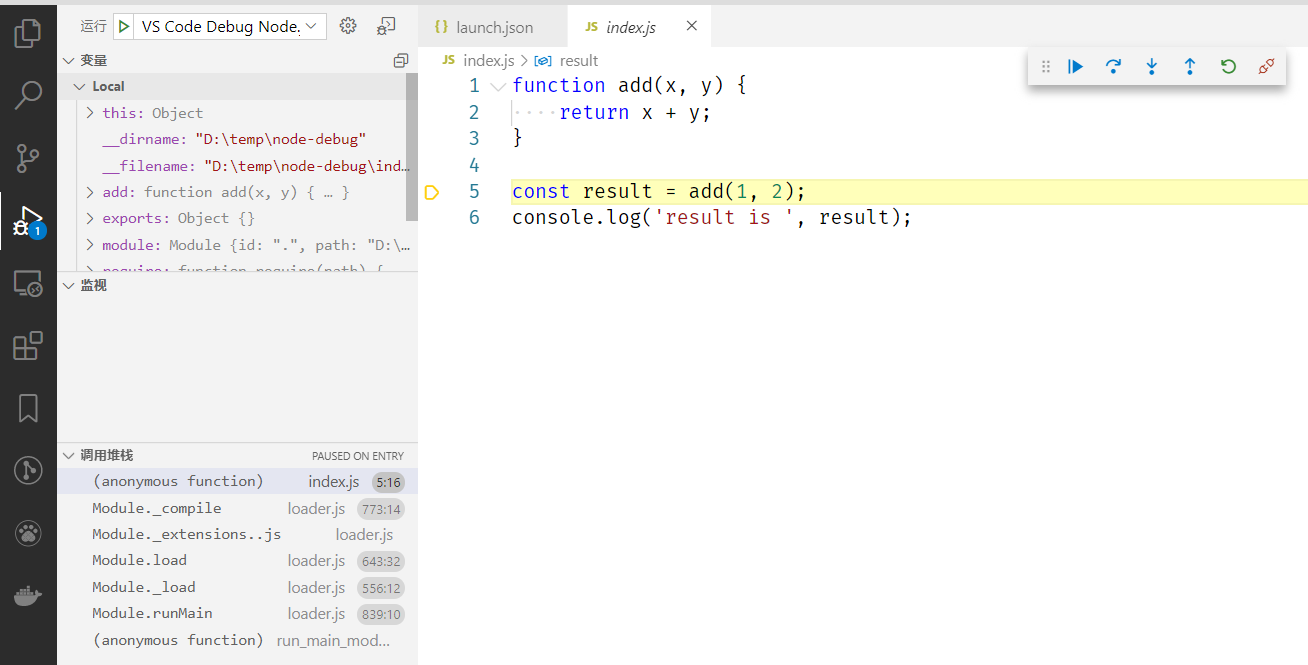 运行 VS Code Debug Node.
变量
Local
this: Object
__dirname: "D:\temp\node-debug"
__filename: "D:\temp\node-debug\ind…
add: function add(x, y) { … }
exports: Object {}
module: Module {id: ".", path: "D:\…
require: function require(path) {
监视
调用堆栈 PAUSED ON ENTRY
(anonymous function) index.js 5:16
Module._compile loader.js 773:14
Module._extensions..js loader.js
Module.load loader.js 643:32
Module._load loader.js 556:12
Module.runMain loader.js 839:10
(anonymous function) run_main_mod...
1
{} launch.json JS index.js
JS index.js > result
1 function add(x, y) {
2 ····return x + y;
3 }
4
5 const result = add(1, 2);
6 console.log('result is ', result);